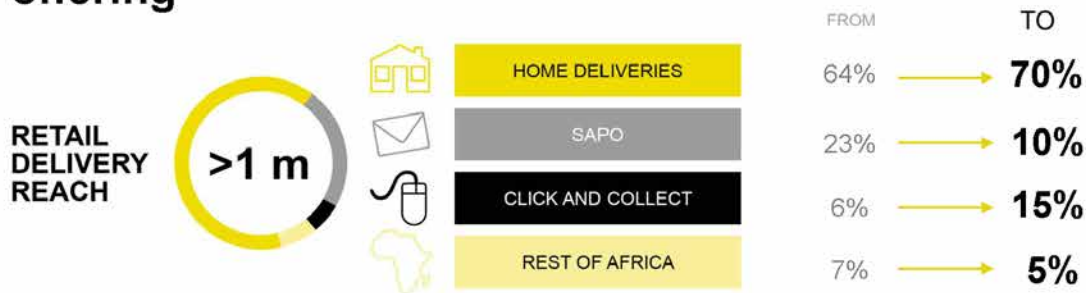 FROM TO
HOME DELIVERIES 64% 70%
RETAIL
DELIVERY
REACH
>1 m
SAPO 23% 10%
CLICK AND COLLECT 6% 15%
REST OF AFRICA 7% 5%